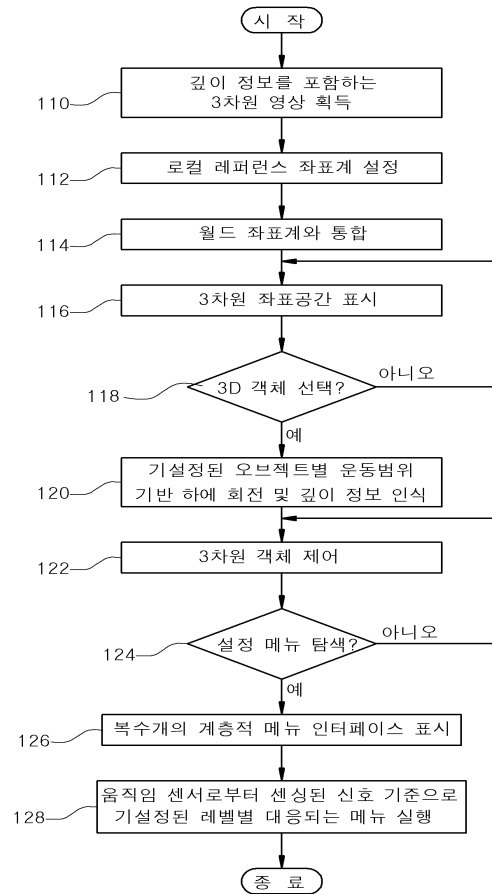 시 작
깊이 정보를 포함하는
3차원 영상 획득
110
로컬 레퍼런스 좌표계 설정
112
월드 좌표계와 통합
114
3차원 좌표공간 표시
116
3D 객체 선택?
아니오
118
예
기설정된 오브젝트별 운동범위
기반 하에 회전 및 깊이 정보 인식
120
3차원 객체 제어
122
설정 메뉴 탐색?
아니오
124
예
복수개의 계층적 메뉴 인터페이스 표시
126
움직임 센서로부터 센싱된 신호 기준으로
기설정된 레벨별 대응되는 메뉴 실행
128
종 료